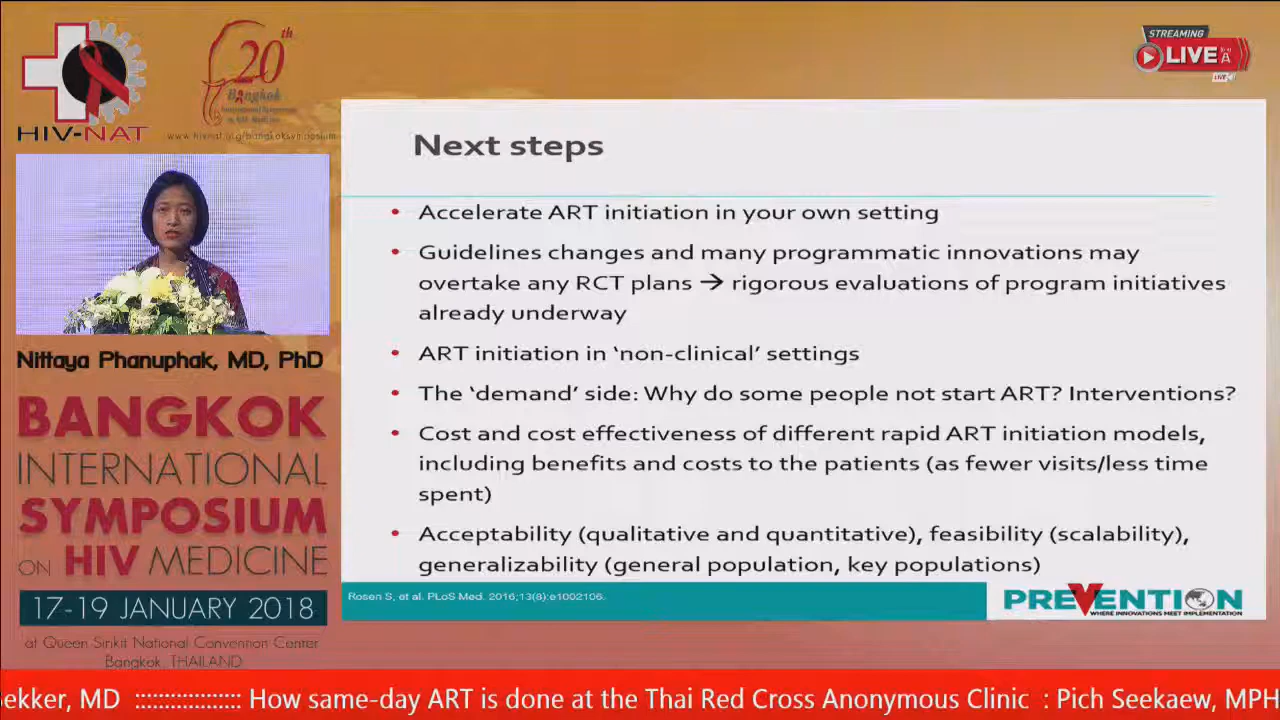 HIV-NAT
20th
Bangkok
International Symposium
www.hivnat.org/bangkoksymposium
STREAMING
LIVE
LIVE
Next steps
• Accelerate ART initiation in your own setting
• Guidelines changes and many programmatic innovations may
overtake any RCT plans → rigorous evaluations of program initiatives
already underway
• ART initiation in ‘non-clinical’ settings
• The ‘demand’ side: Why do some people not start ART? Interventions?
• Cost and cost effectiveness of different rapid ART initiation models,
including benefits and costs to the patients (as fewer visits/less time
spent)
• Acceptability (qualitative and quantitative), feasibility (scalability),
generalizability (general population, key populations)
Rosen S, et al. PLoS Med. 2016;13(8):e1002106.
PREVENTION
WHERE INNOVATIONS MEET IMPLEMENTATION
Nittaya Phanuphak, MD, PhD
BANGKOK
INTERNATIONAL
SYMPOSIUM
ON HIV MEDICINE
17-19 JANUARY 2018
at Queen Sirikit National Convention Center
Bangkok, THAILAND
ekker, MD :::::::::::::::::: How same-day ART is done at the Thai Red Cross Anonymous Clinic : Pich Seekaew, MPH